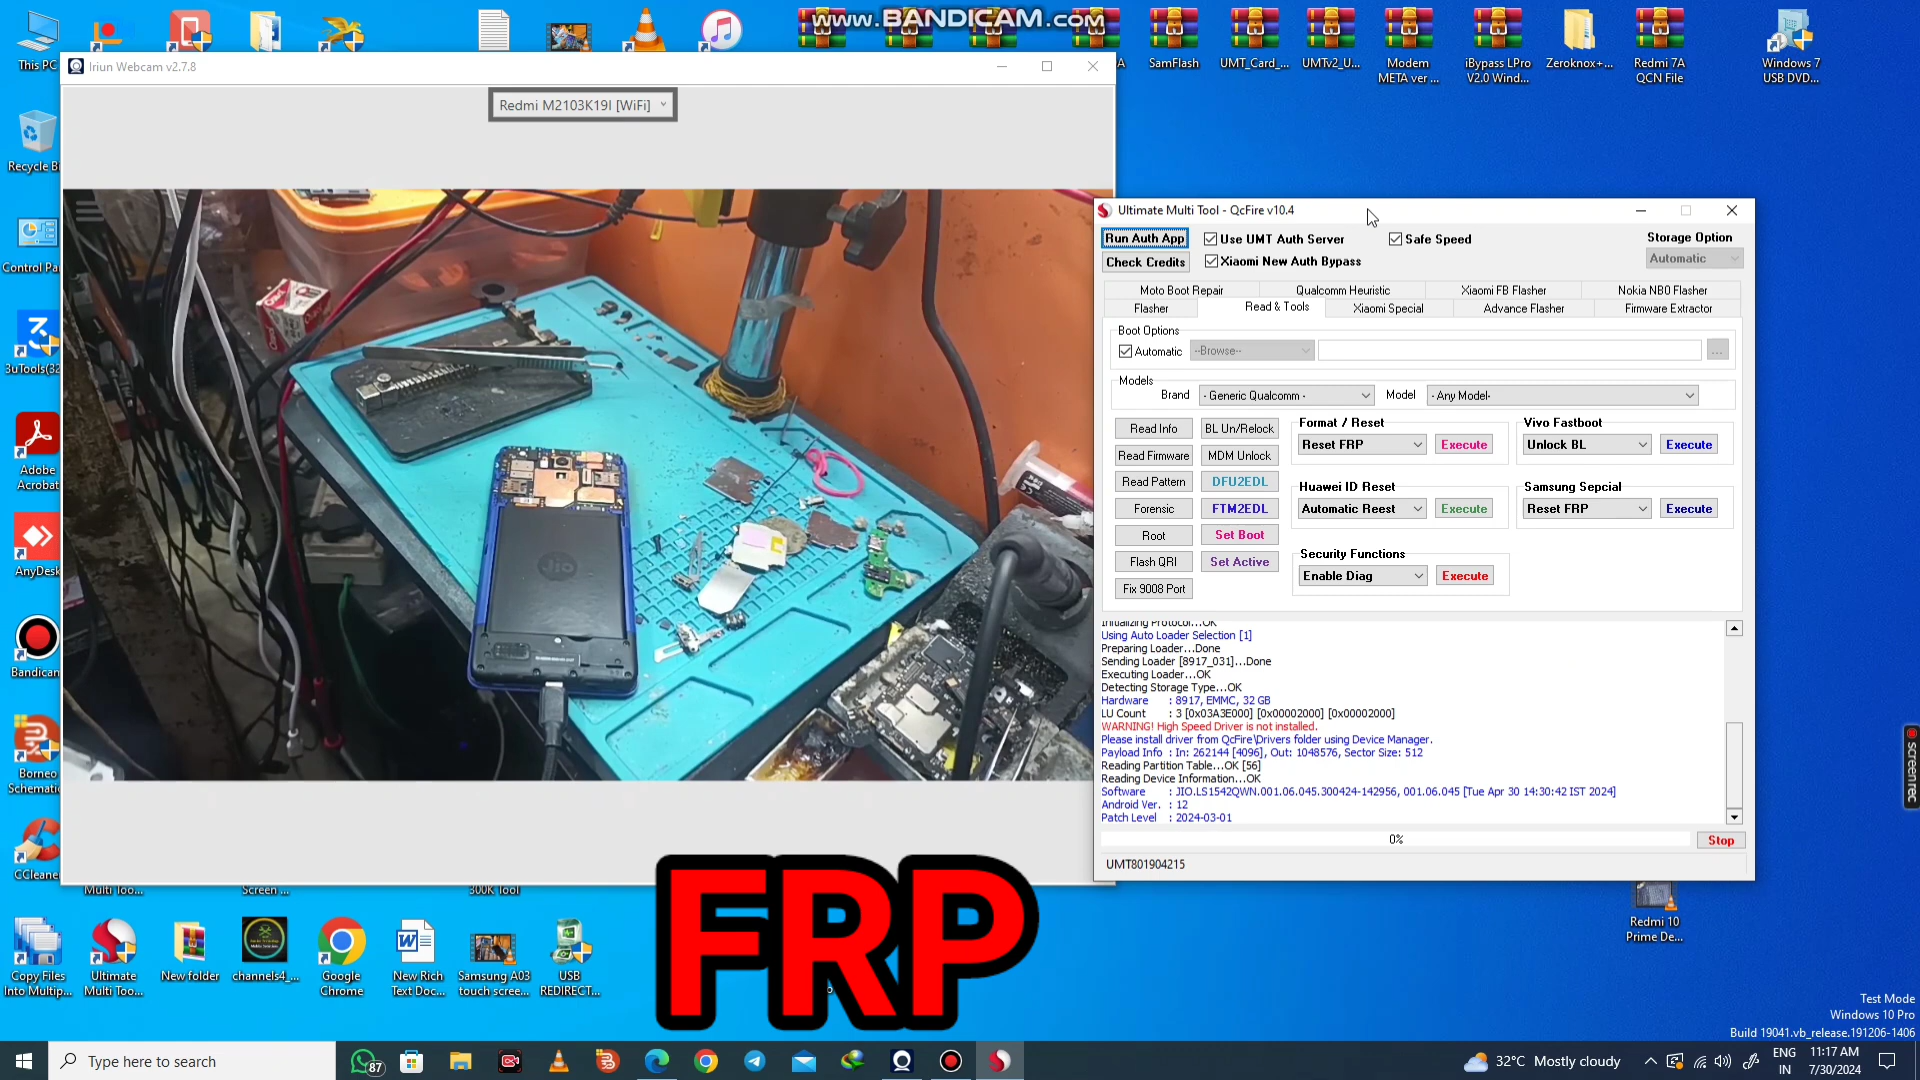 www.BANDICAM.com
This PC
SamFlash
UMT_Card_...
UMTv2_U...
Modem
META ver ...
iBypass LPro
V2.0 Wind...
Zeroknox+...
Redmi 7A
QCN File
Windows 7
USB DVD...
Iriun Webcam v2.7.8
Redmi M2103K19I [WiFi]
Recycle B
Control Pa
3uTools(32
Adobe
Acrobat
AnyDesk
Bandicam
Borneo
Schematic
CCleaner
Jio
Ultimate Multi Tool - QcFire v10.4
Run Auth App
Use UMT Auth Server
Safe Speed
Storage Option
Check Credits
Xiaomi New Auth Bypass
Automatic
Moto Boot Repair
Qualcomm Heuristic
Xiaomi FB Flasher
Nokia NB0 Flasher
Flasher
Read & Tools
Xiaomi Special
Advance Flasher
Firmware Extractor
Boot Options
Automatic
--Browse--
...
Models
Brand
- Generic Qualcomm -
Model
- Any Model-
Read Info
BL Un/Relock
Read Firmware
MDM Unlock
Read Pattern
DFU2EDL
Forensic
FTM2EDL
Root
Set Boot
Flash QRI
Set Active
Fix 9008 Port
Format / Reset
Reset FRP
Execute
Vivo Fastboot
Unlock BL
Execute
Huawei ID Reset
Automatic Reest
Execute
Samsung Sepcial
Reset FRP
Execute
Security Functions
Enable Diag
Execute
Initializing Protocol...OK
Using Auto Loader Selection [1]
Preparing Loader...Done
Sending Loader [8917_031]...Done
Executing Loader...OK
Detecting Storage Type...OK
Hardware : 8917, EMMC, 32 GB
LU Count : 3 [0x03A3E000] [0x00002000] [0x00002000]
WARNING! High Speed Driver is not installed.
Please install driver from QcFire\Drivers folder using Device Manager.
Payload Info : In: 262144 [4096], Out: 1048576, Sector Size: 512
Reading Partition Table...OK [56]
Reading Device Information...OK
Software : JIO.LS1542QWN.001.06.045.300424-142956, 001.06.045 [Tue Apr 30 14:30:42 IST 2024]
Android Ver. : 12
Patch Level : 2024-03-01
0%
Stop
UMT801904215
screenrec
Multi Too...
Screen ...
300K Tool
FRP
Redmi 10
Prime De...
Copy Files
Into Multip...
Ultimate
Multi Too...
New folder
channels4_...
Google
Chrome
New Rich
Text Doc...
Samsung A03
touch scree...
USB
REDIRECT...
Test Mode
Windows 10 Pro
Build 19041.vb_release.191206-1406
Type here to search
87
32°C Mostly cloudy
ENG
IN
11:17 AM
7/30/2024